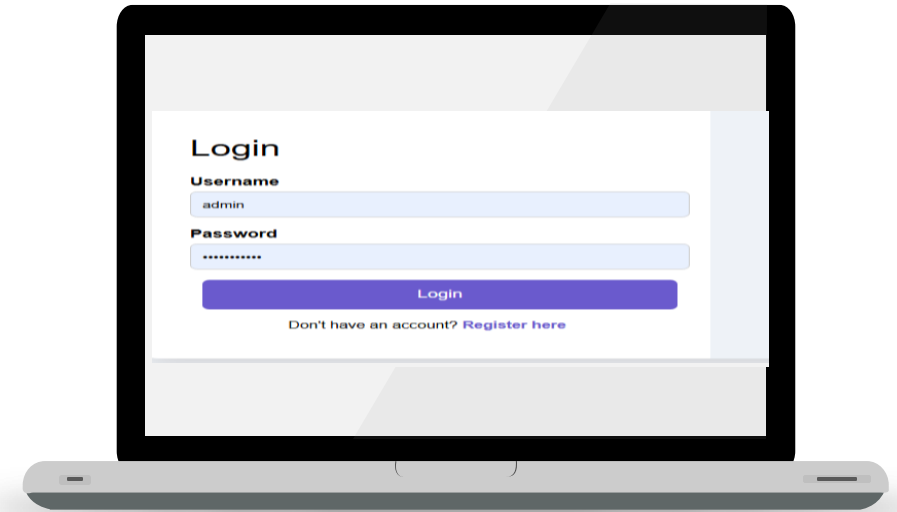 Login
Username
admin
Password
•••••••••••
Login
Don't have an account? Register here